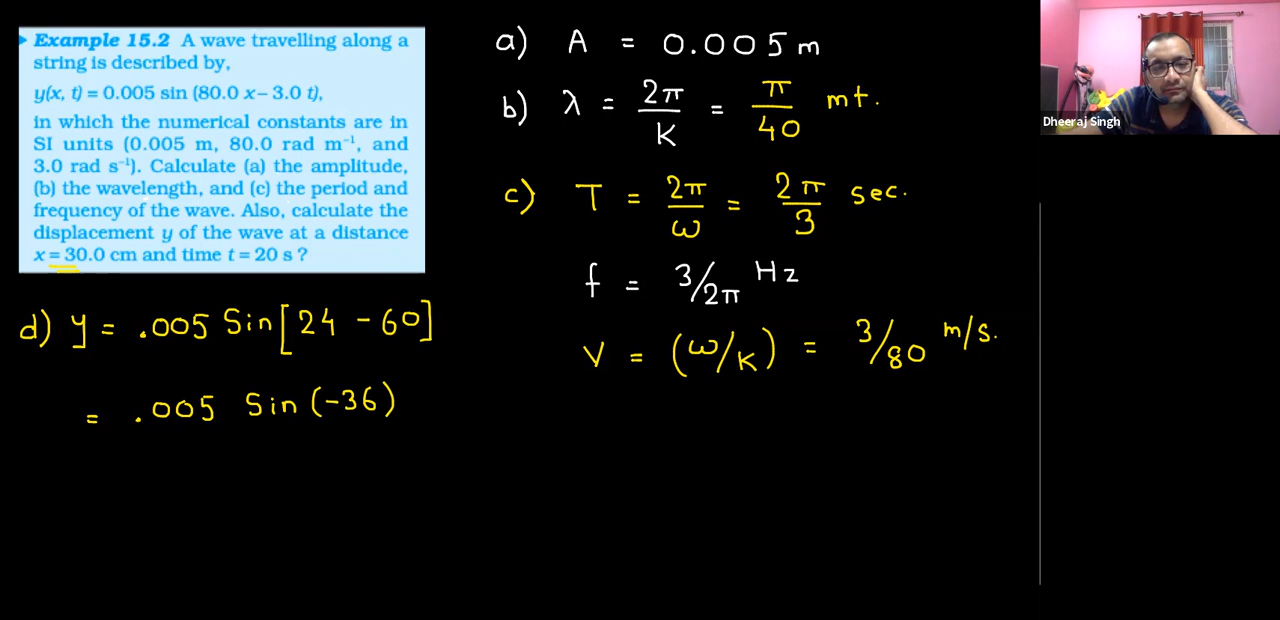 Example 15.2 A wave travelling along a
string is described by,
y(x, t) = 0.005 sin (80.0 x– 3.0 t),
in which the numerical constants are in
SI units (0.005 m, 80.0 rad m⁻¹, and
3.0 rad s⁻¹). Calculate (a) the amplitude,
(b) the wavelength, and (c) the period and
frequency of the wave. Also, calculate the
displacement y of the wave at a distance
x = 30.0 cm and time t = 20 s ?
d) y = .005 Sin[24 - 60]
= .005 Sin(-36)
a) A = 0.005 m
b) λ = 2π/K = π/40 mt.
c) T = 2π/ω = 2π/3 sec.
f = 3/2π Hz
V = (ω/K) = 3/80 m/s.
Dheeraj Singh